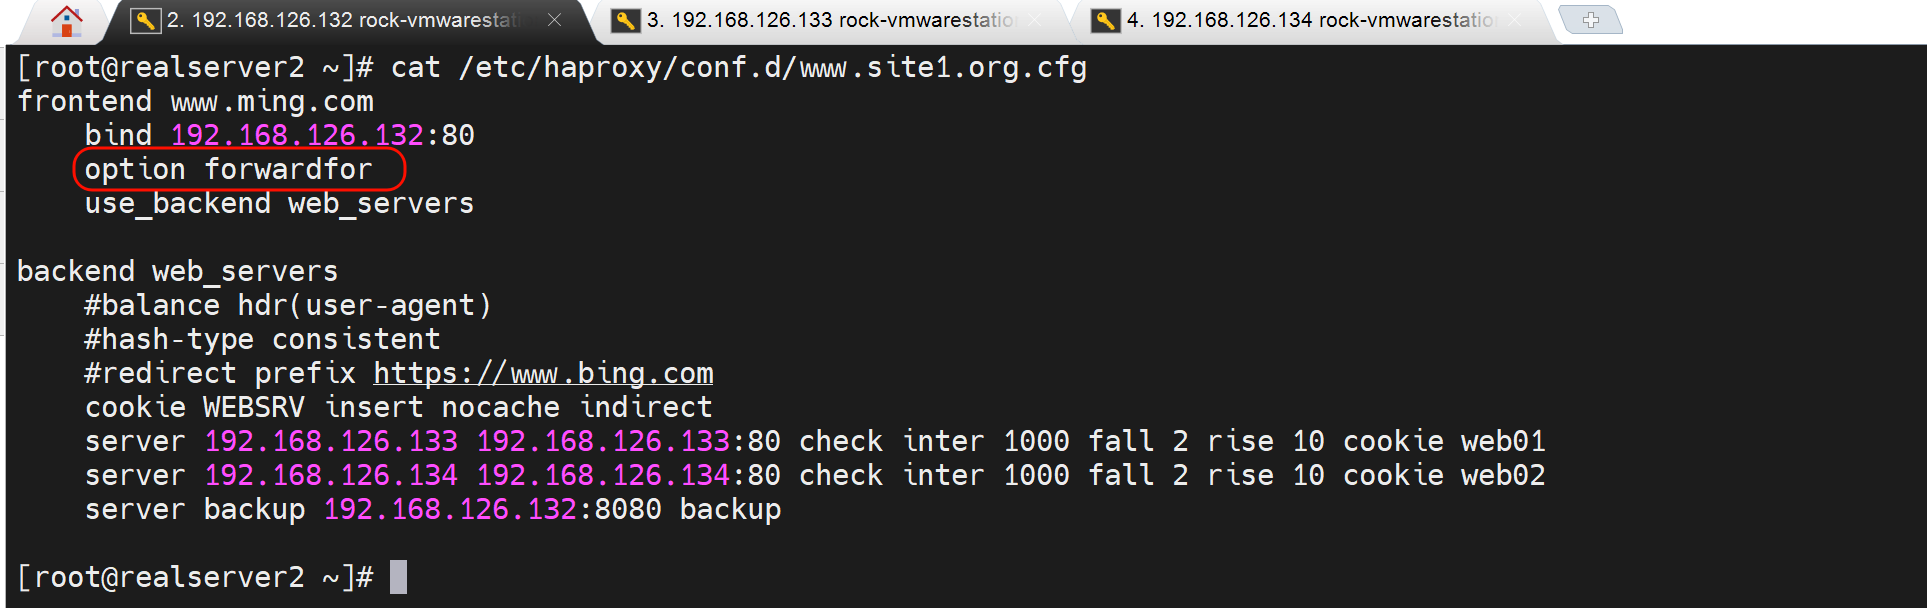 2. 192.168.126.132 rock-vmwarestati
3. 192.168.126.133 rock-vmwarestatio
4. 192.168.126.134 rock-vmwarestatio
[root@realserver2 ~]# cat /etc/haproxy/conf.d/www.site1.org.cfg
frontend www.ming.com
    bind 192.168.126.132:80
    option forwardfor
    use_backend web_servers
backend web_servers
    #balance hdr(user-agent)
    #hash-type consistent
    #redirect prefix https://www.bing.com
    cookie WEBSRV insert nocache indirect
    server 192.168.126.133 192.168.126.133:80 check inter 1000 fall 2 rise 10 cookie web01
    server 192.168.126.134 192.168.126.134:80 check inter 1000 fall 2 rise 10 cookie web02
    server backup 192.168.126.132:8080 backup
[root@realserver2 ~]#